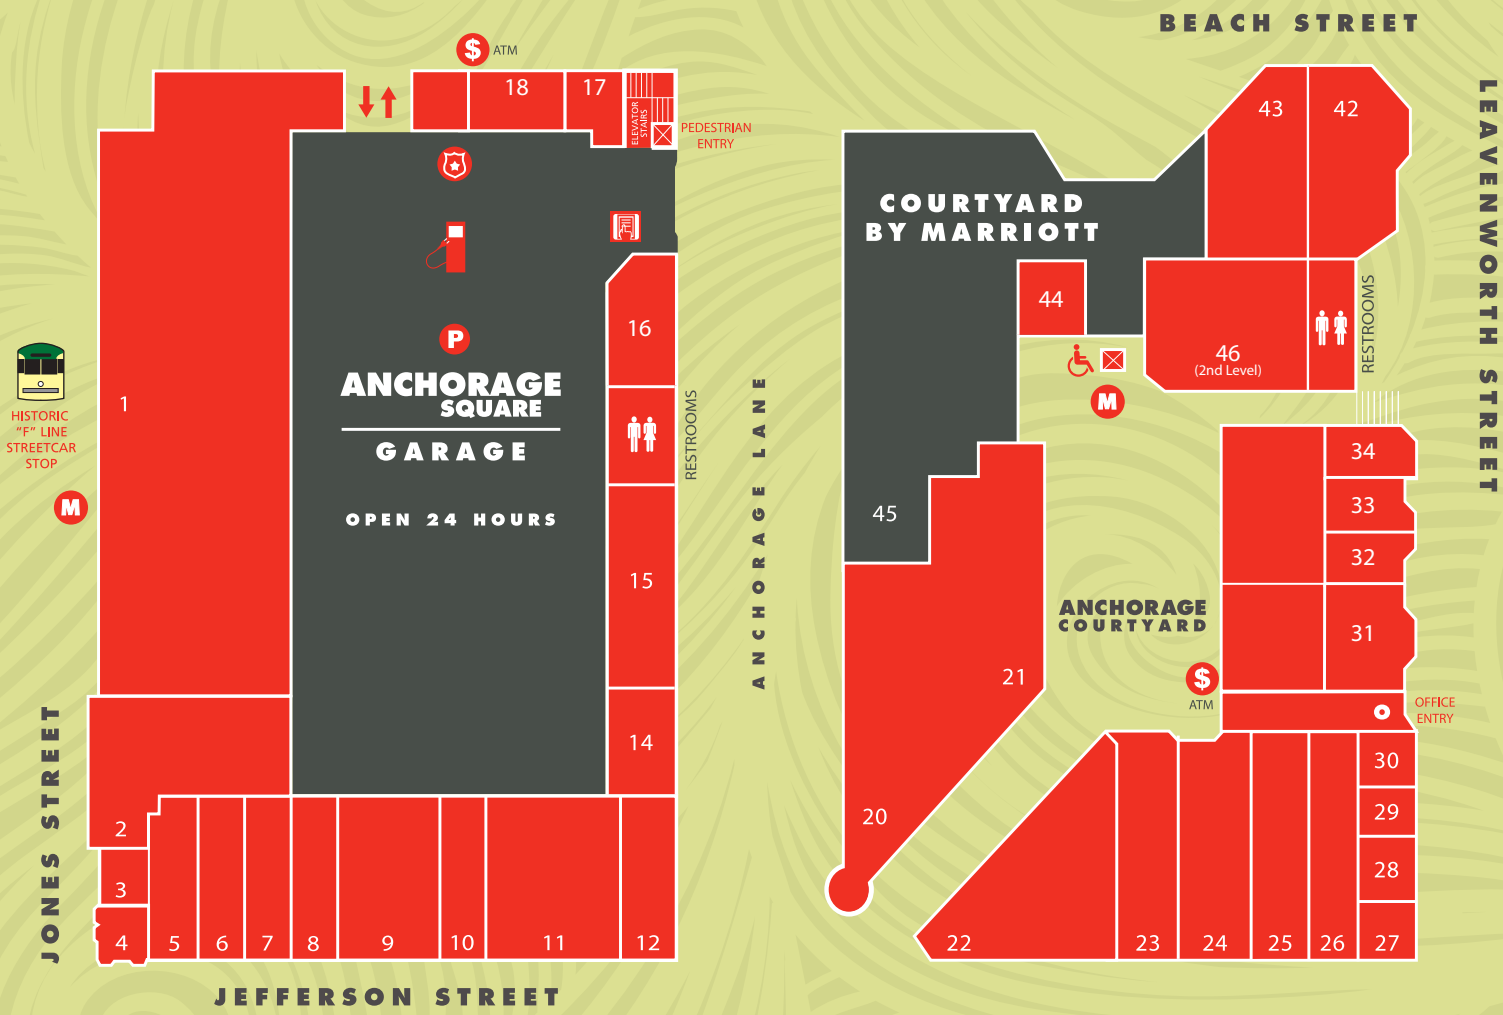 BEACH STREET
$ ATM
18
17
ELEVATOR
STAIRS
PEDESTRIAN
ENTRY
43
42
LEAVENWORTH STREET
COURTYARD
BY MARRIOTT
44
16
P
ANCHORAGE
SQUARE
GARAGE
OPEN 24 HOURS
1
HISTORIC
"F" LINE
STREETCAR
STOP
M
RESTROOMS
ANCHORAGE LANE
46
(2nd Level)
RESTROOMS
M
34
33
32
31
45
15
ANCHORAGE
COURTYARD
21
$
ATM
OFFICE
ENTRY
14
JONES STREET
2
3
4
5
6
7
8
9
10
11
12
20
22
23
24
25
26
27
28
29
30
JEFFERSON STREET